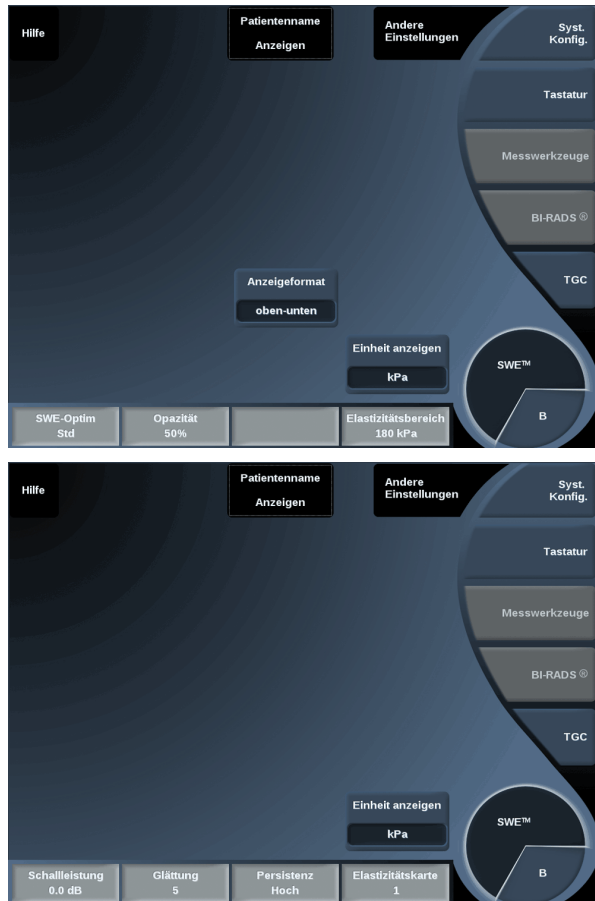 Hilfe
Patientenname
Anzeigen
Andere
Einstellungen
Syst.
Konfig.
Tastatur
Messwerkzeuge
BI-RADS ®
TGC
Anzeigeformat
oben-unten
Einheit anzeigen
kPa
SWE™
B
SWE-Optim
Std
Opazität
50%
Elastizitätsbereich
180 kPa
Hilfe
Patientenname
Anzeigen
Andere
Einstellungen
Syst.
Konfig.
Tastatur
Messwerkzeuge
BI-RADS ®
TGC
Einheit anzeigen
kPa
SWE™
B
Schallleistung
0.0 dB
Glättung
5
Persistenz
Hoch
Elastizitätskarte
1